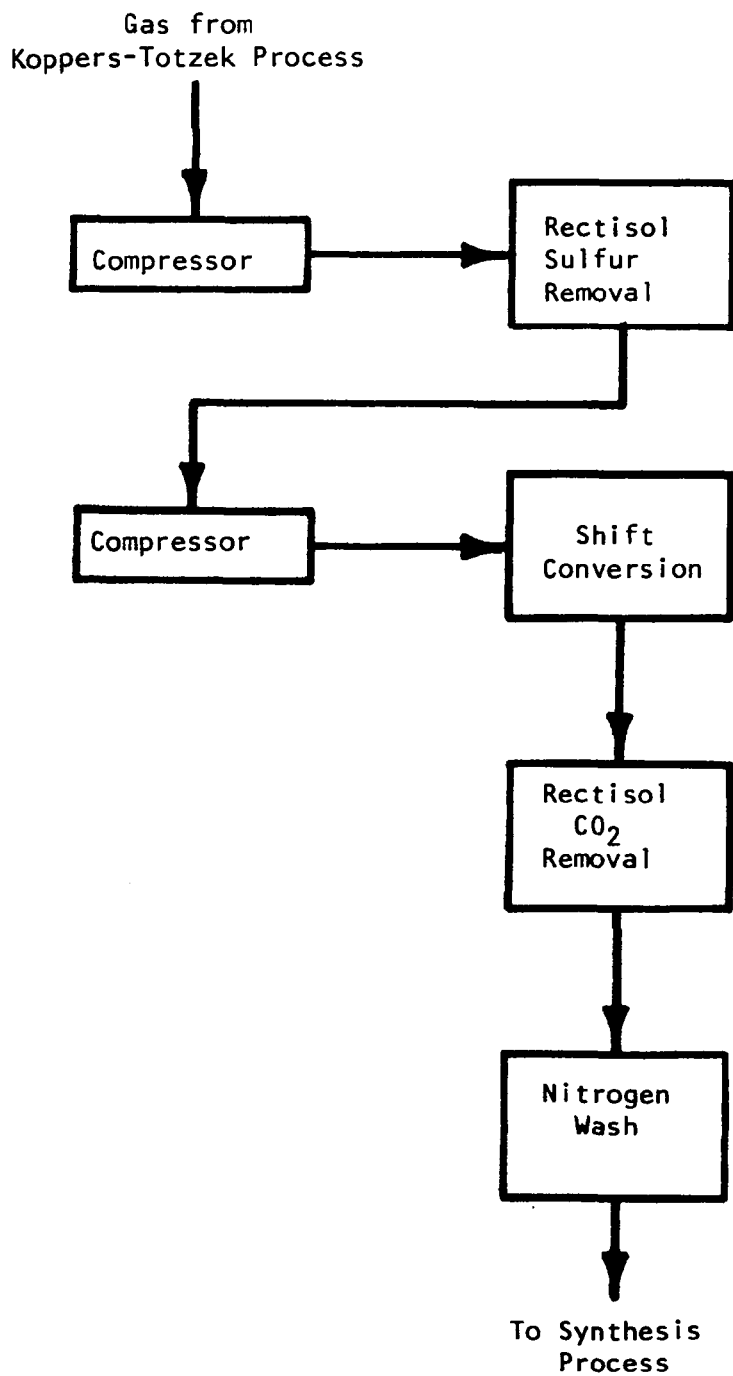 Gas from
Koppers-Totzek Process
Compressor
Rectisol
Sulfur
Removal
Compressor
Shift
Conversion
Rectisol
CO2
Removal
Nitrogen
Wash
To Synthesis
Process